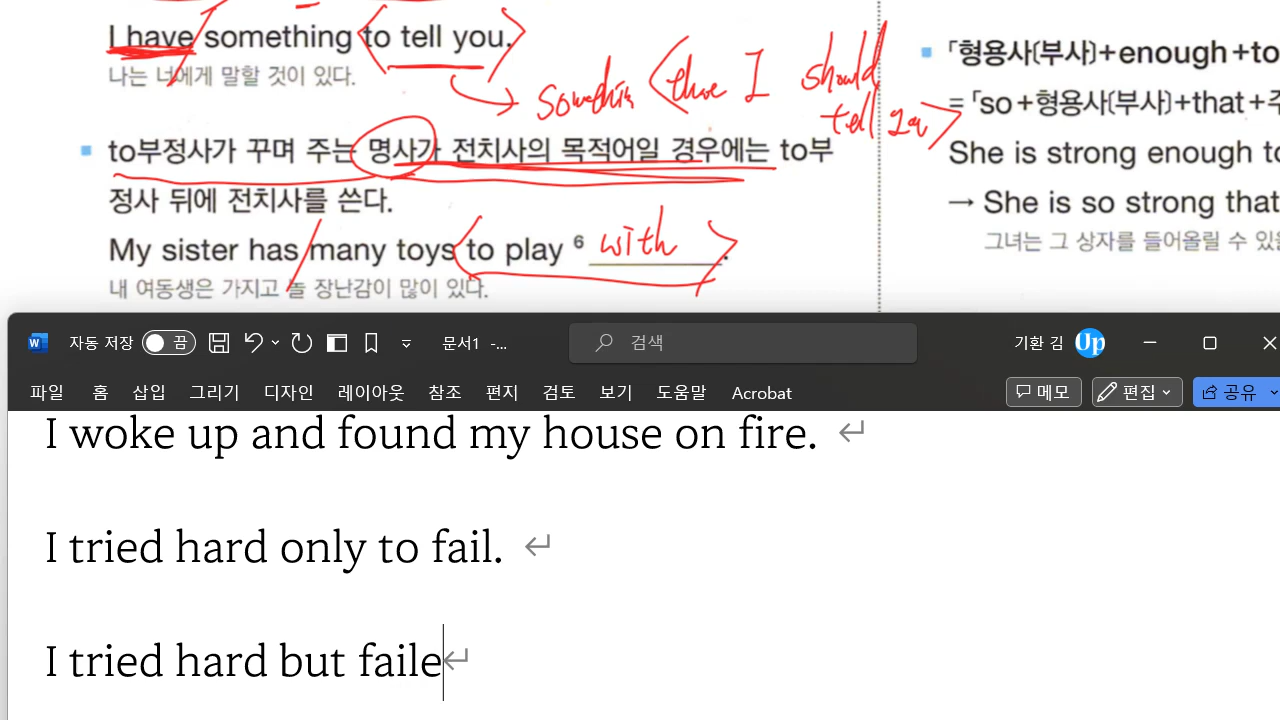 I have something to tell you.
나는 너에게 말할 것이 있다.
I should
tell you
to부정사가 꾸며 주는 명사가 전치사의 목적어일 경우에는 to부
정사 뒤에 전치사를 쓴다.
My sister has many toys to play 6 with.
내 여동생은 가지고 놀 장난감이 많이 있다.
「형용사[부사]+enough+to
=「so+형용사[부사]+that+주
She is strong enough to
→ She is so strong that
그녀는 그 상자를 들어올릴 수 있
자동 저장 끔 문서1 -... 검색 기환 김 Up
파일 홈 삽입 그리기 디자인 레이아웃 참조 편지 검토 보기 도움말 Acrobat 메모 편집 공유
I woke up and found my house on fire.
I tried hard only to fail.
I tried hard but faile